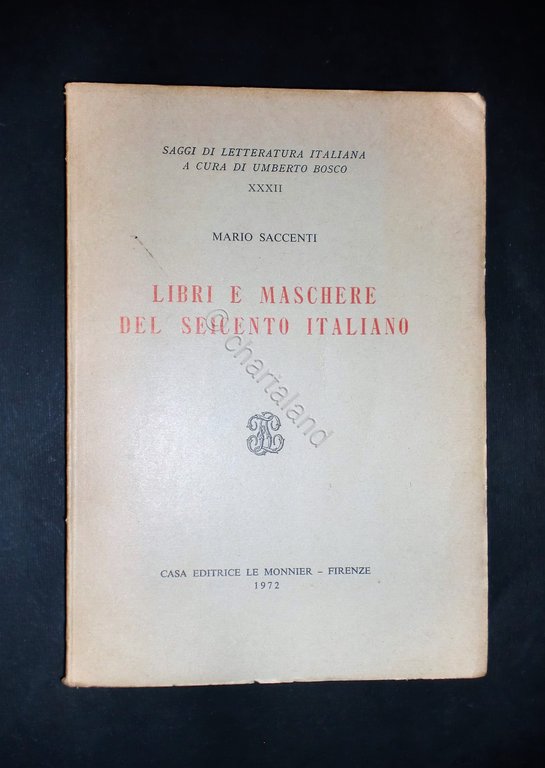 SAGGI DI LETTERATURA ITALIANA
A CURA DI UMBERTO BOSCO
XXXII
MARIO SACCENTI
LIBRI E MASCHERE
DEL SEICENTO ITALIANO
© chartaland
CASA EDITRICE LE MONNIER – FIRENZE
1972